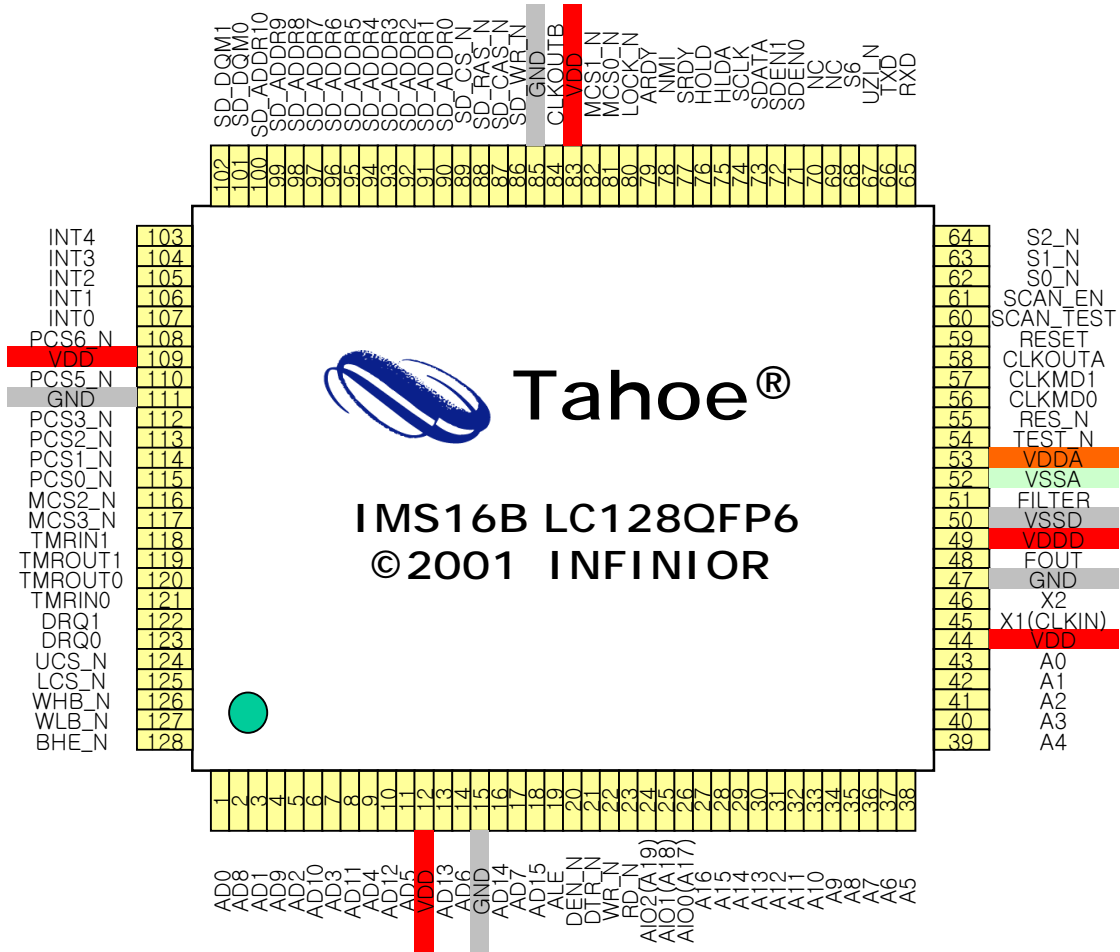 SD_DQM1
SD_DQM0
SD_ADDR10
SD_ADDR9
SD_ADDR8
SD_ADDR7
SD_ADDR6
SD_ADDR5
SD_ADDR4
SD_ADDR3
SD_ADDR2
SD_ADDR1
SD_ADDR0
SD_CS_N
SD_RAS_N
SD_CAS_N
SD_WR_N
GND
CLKOUTB
VDD
MCS1_N
MCS0_N
LOCK_N
ARDY
NMI
SRDY
HOLD
HLDA
SCLK
SDATA
SDEN1
SDEN0
NC
NC
S6
UZI_N
TXD
RXD
102 101 100 99 98 97 96 95 94 93 92 91 90 89 88 87 86 85 84 83 82 81 80 79 78 77 76 75 74 73 72 71 70 69 68 67 66 65
INT4 103
INT3 104
INT2 105
INT1 106
INT0 107
PCS6_N 108
VDD 109
PCS5_N 110
GND 111
PCS3_N 112
PCS2_N 113
PCS1_N 114
PCS0_N 115
MCS2_N 116
MCS3_N 117
TMRIN1 118
TMROUT1 119
TMROUT0 120
TMRIN0 121
DRQ1 122
DRQ0 123
UCS_N 124
LCS_N 125
WHB_N 126
WLB_N 127
BHE_N 128
Tahoe®
IMS16B LC128QFP6
©2001 INFINIOR
64 S2_N
63 S1_N
62 S0_N
61 SCAN_EN
60 SCAN_TEST
59 RESET
58 CLKOUTA
57 CLKMD1
56 CLKMD0
55 RES_N
54 TEST_N
53 VDDA
52 VSSA
51 FILTER
50 VSSD
49 VDDD
48 FOUT
47 GND
46 X2
45 X1(CLKIN)
44 VDD
43 A0
42 A1
41 A2
40 A3
39 A4
1 2 3 4 5 6 7 8 9 10 11 12 13 14 15 16 17 18 19 20 21 22 23 24 25 26 27 28 29 30 31 32 33 34 35 36 37 38
AD0
AD8
AD1
AD9
AD2
AD10
AD3
AD11
AD4
AD12
AD5
VDD
AD13
AD6
GND
AD14
AD7
AD15
ALE
DEN_N
DTR_N
WR_N
RD_N
AIO2(A19)
AIO1(A18)
AIO0(A17)
A16
A15
A14
A13
A12
A11
A10
A9
A8
A7
A6
A5